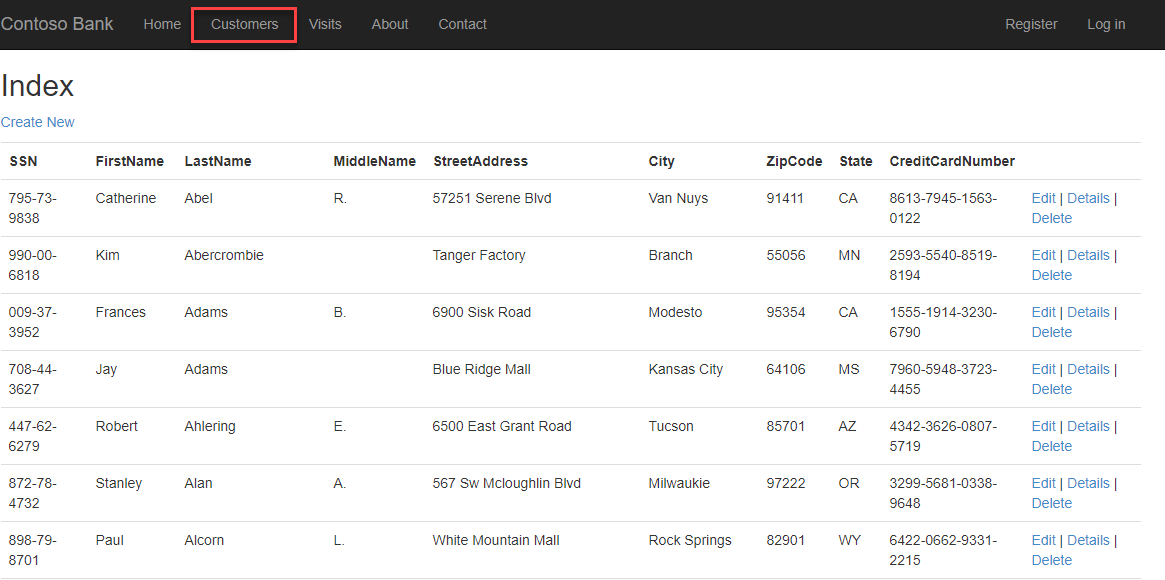 Contoso Bank Home Customers Visits About Contact Register Log in
Index
Create New
SSN FirstName LastName MiddleName StreetAddress City ZipCode State CreditCardNumber
795-73- Catherine Abel R. 57251 Serene Blvd Van Nuys 91411 CA 8613-7945-1563- Edit | Details |
9838 0122 Delete
990-00- Kim Abercrombie Tanger Factory Branch 55056 MN 2593-5540-8519- Edit | Details |
6818 8194 Delete
009-37- Frances Adams B. 6900 Sisk Road Modesto 95354 CA 1555-1914-3230- Edit | Details |
3952 6790 Delete
708-44- Jay Adams Blue Ridge Mall Kansas City 64106 MS 7960-5948-3723- Edit | Details |
3627 4455 Delete
447-62- Robert Ahlering E. 6500 East Grant Road Tucson 85701 AZ 4342-3626-0807- Edit | Details |
6279 5719 Delete
872-78- Stanley Alan A. 567 Sw Mcloughlin Blvd Milwaukie 97222 OR 3299-5681-0338- Edit | Details |
4732 9648 Delete
898-79- Paul Alcorn L. White Mountain Mall Rock Springs 82901 WY 6422-0662-9331- Edit | Details |
8701 2215 Delete